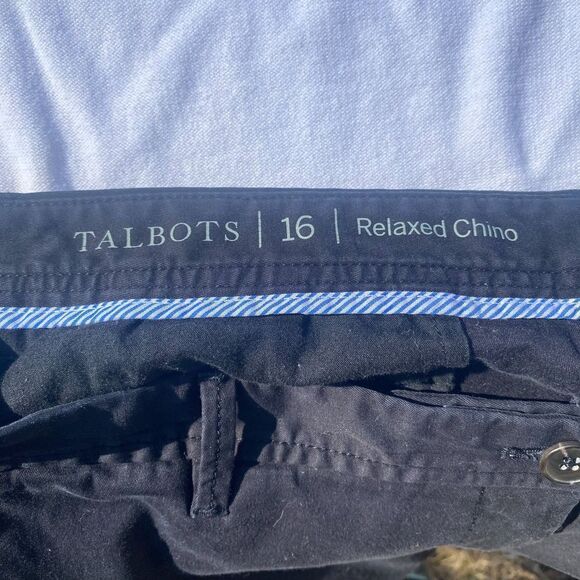 TALBOTS | 16 | Relaxed Chino